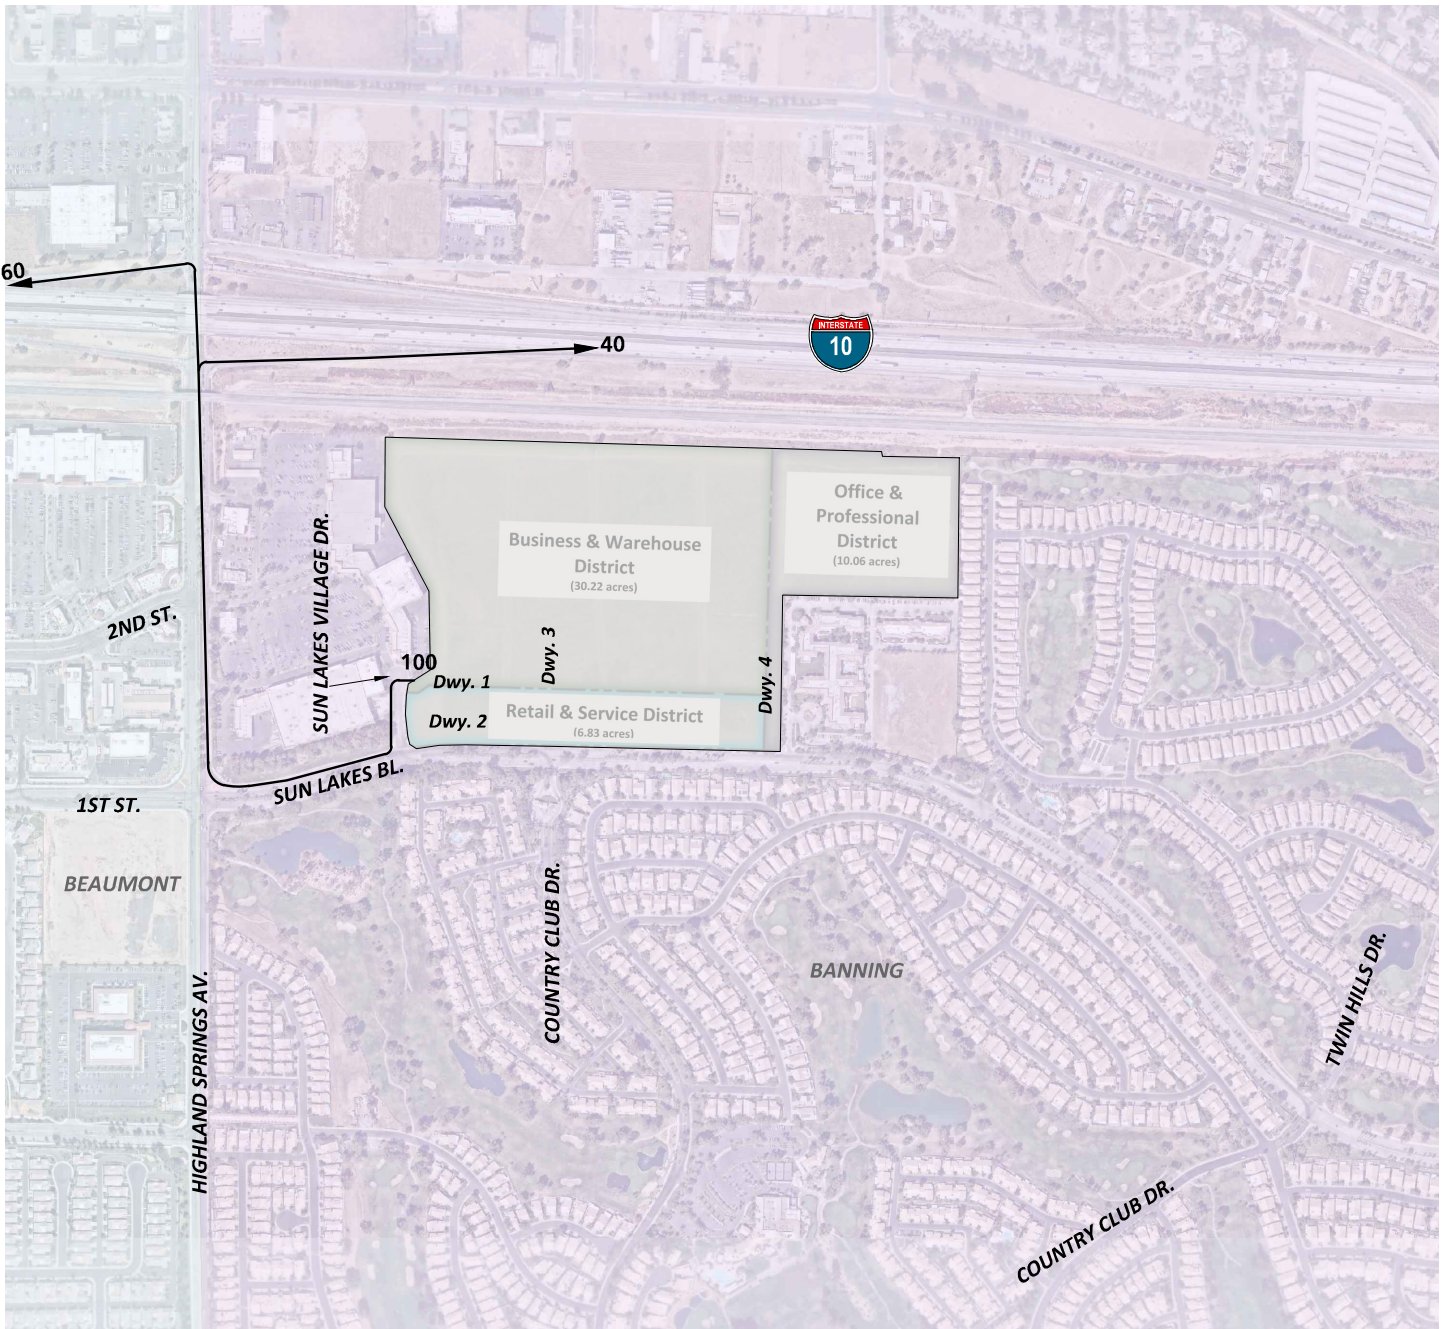 60
40
INTERSTATE
10
Office &
Professional
District
(10.06 acres)
Business & Warehouse
District
(30.22 acres)
SUN LAKES VILLAGE DR.
2ND ST.
Dwy. 3
Dwy. 4
100
Dwy. 1
Dwy. 2
Retail & Service District
(6.83 acres)
SUN LAKES BL.
1ST ST.
BEAUMONT
COUNTRY CLUB DR.
BANNING
TWIN HILLS DR.
HIGHLAND SPRINGS AV.
COUNTRY CLUB DR.